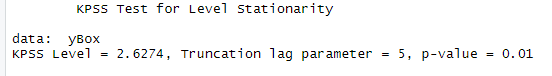 KPSS Test for Level Stationarity
data:  yBox
KPSS Level = 2.6274, Truncation lag parameter = 5, p-value = 0.01